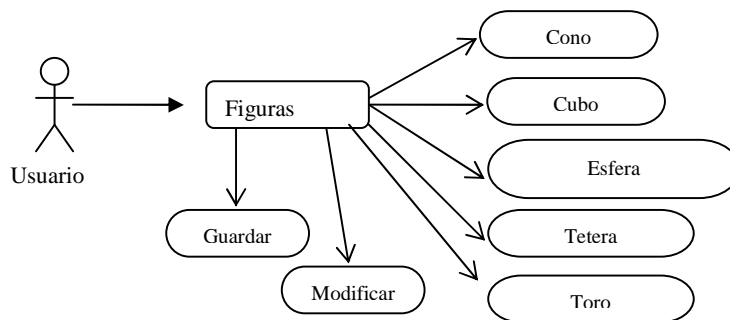 Cono
Cubo
Figuras
Esfera
Usuario
Guardar
Tetera
Modificar
Toro